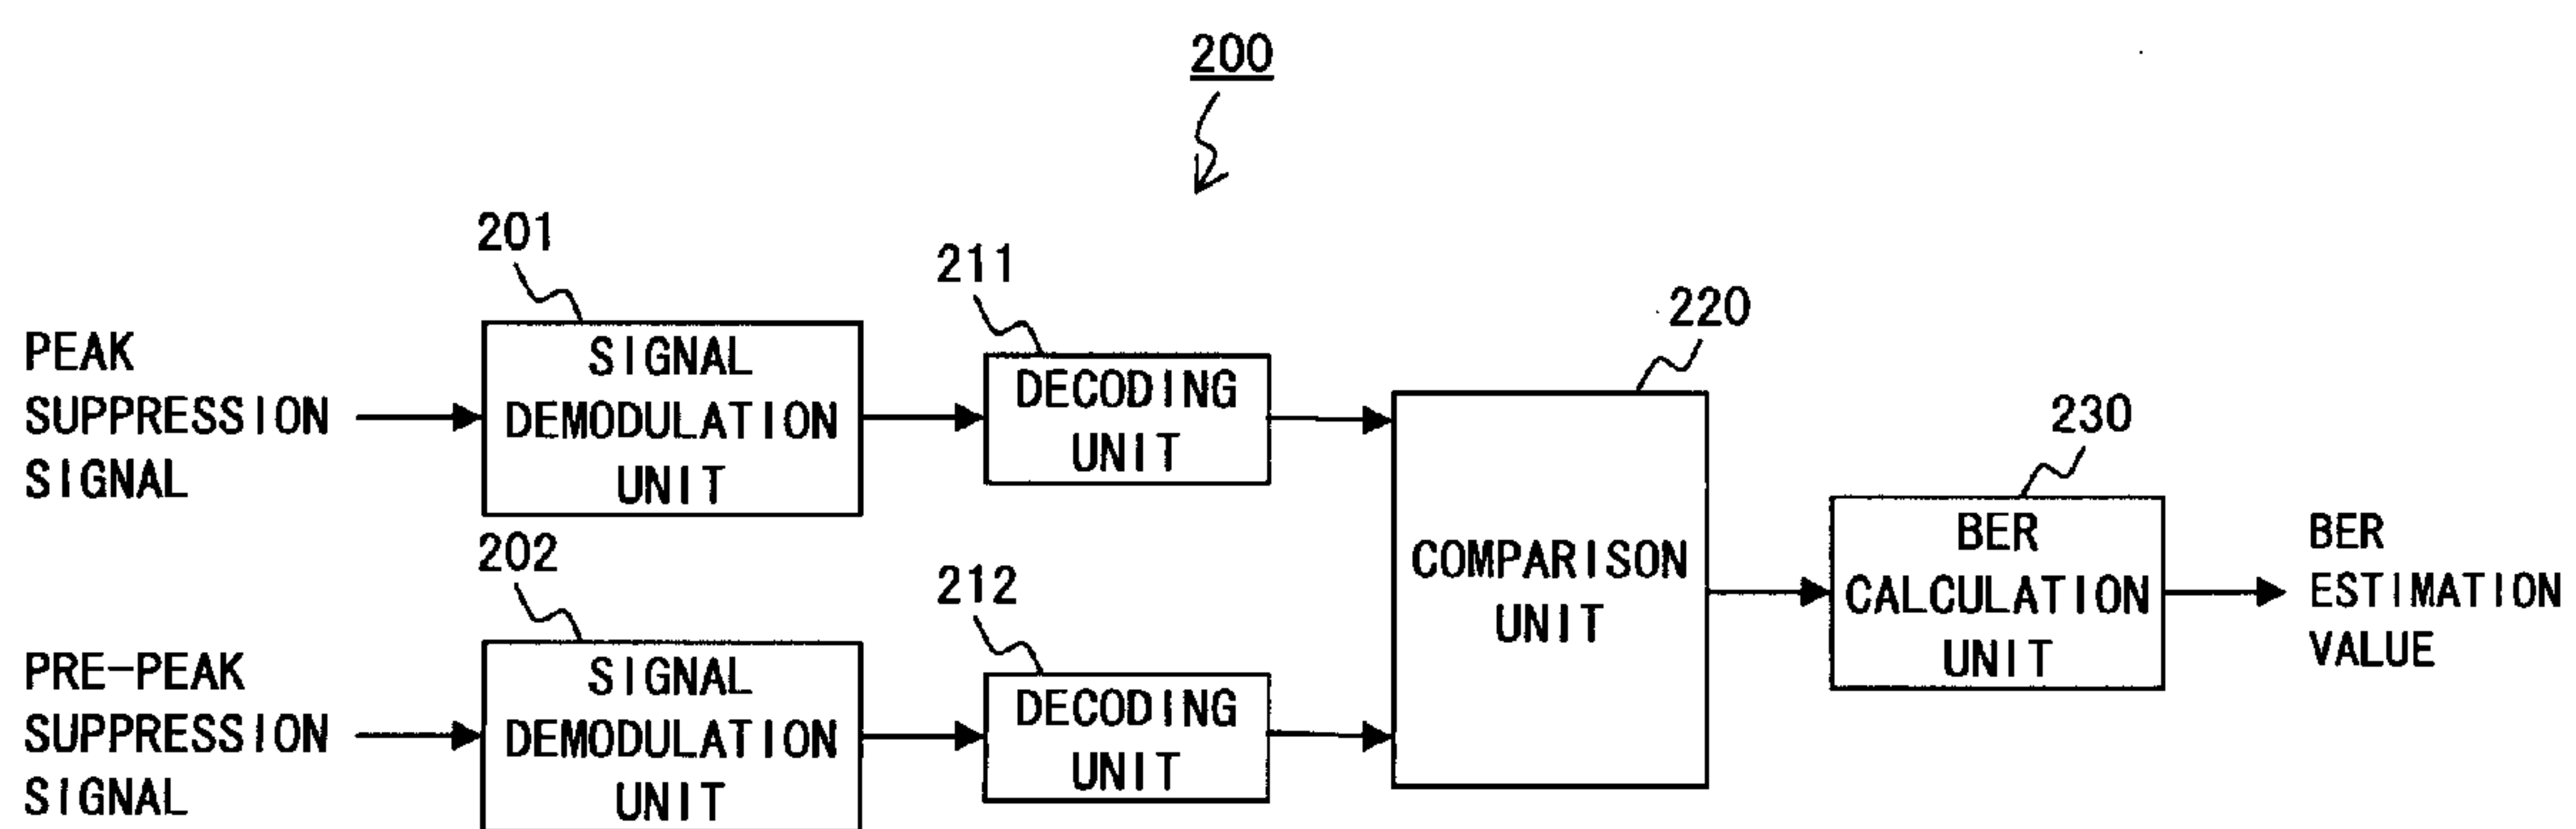 200
201
211
220
230
PEAK
SUPPRESSION
SIGNAL
SIGNAL
DEMODULATION
UNIT
DECODING
UNIT
COMPARISON
UNIT
BER
CALCULATION
UNIT
BER
ESTIMATION
VALUE
202
212
PRE-PEAK
SUPPRESSION
SIGNAL
SIGNAL
DEMODULATION
UNIT
DECODING
UNIT